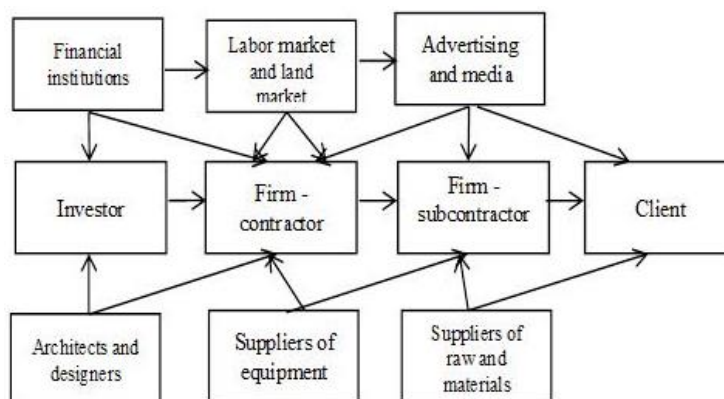 Financial
institutions
Labor market
and land
market
Advertising
and media
Investor
Firm -
contractor
Firm -
subcontractor
Client
Architects and
designers
Suppliers of
equipment
Suppliers of
raw and
materials